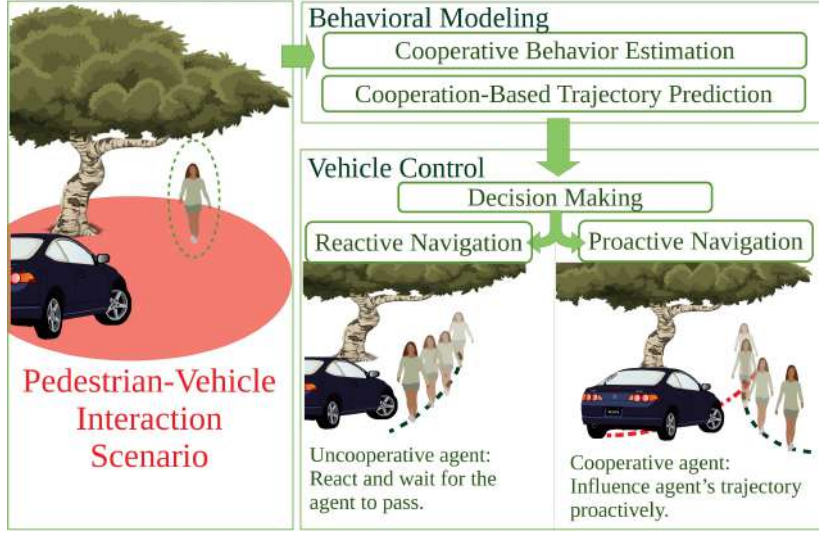 Behavioral Modeling
Cooperative Behavior Estimation
Cooperation-Based Trajectory Prediction
Vehicle Control
Decision Making
Reactive Navigation
Proactive Navigation
Pedestrian-Vehicle
Interaction
Scenario
Uncooperative agent:
React and wait for the
agent to pass.
Cooperative agent:
Influence agent's trajectory
proactively.